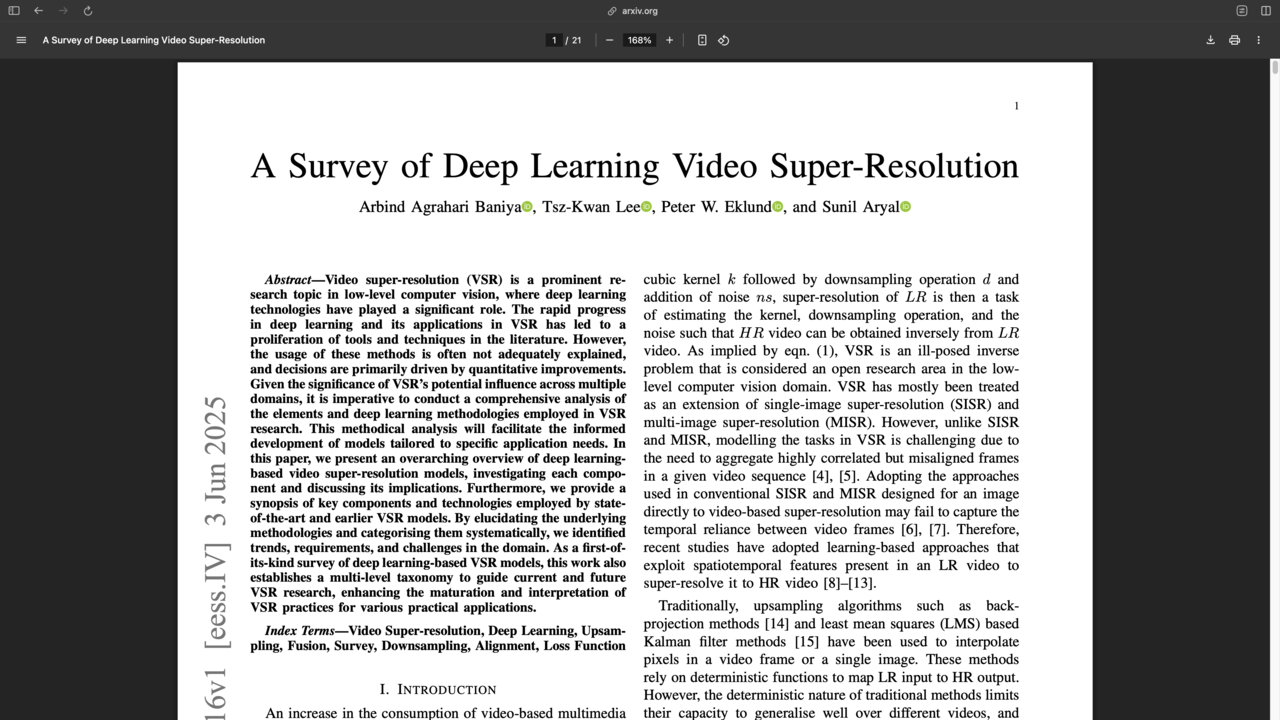 arxiv.org
A Survey of Deep Learning Video Super-Resolution
1 / 21
168%
1
A Survey of Deep Learning Video Super-Resolution
Arbind Agrahari Baniya, Tsz-Kwan Lee, Peter W. Eklund, and Sunil Aryal
Abstract—Video super-resolution (VSR) is a prominent re-
search topic in low-level computer vision, where deep learning
technologies have played a significant role. The rapid progress
in deep learning and its applications in VSR has led to a
proliferation of tools and techniques in the literature. However,
the usage of these methods is often not adequately explained,
and decisions are primarily driven by quantitative improvements.
Given the significance of VSR's potential influence across multiple
domains, it is imperative to conduct a comprehensive analysis of
the elements and deep learning methodologies employed in VSR
research. This methodical analysis will facilitate the informed
development of models tailored to specific application needs. In
this paper, we present an overarching overview of deep learning-
based video super-resolution models, investigating each compo-
nent and discussing its implications. Furthermore, we provide a
synopsis of key components and technologies employed by state-
of-the-art and earlier VSR models. By elucidating the underlying
methodologies and categorising them systematically, we identified
trends, requirements, and challenges in the domain. As a first-of-
its-kind survey of deep learning-based VSR models, this work also
establishes a multi-level taxonomy to guide current and future
VSR research, enhancing the maturation and interpretation of
VSR practices for various practical applications.
Index Terms—Video Super-resolution, Deep Learning, Upsam-
pling, Fusion, Survey, Downsampling, Alignment, Loss Function
I. INTRODUCTION
An increase in the consumption of video-based multimedia
cubic kernel k followed by downsampling operation d and
addition of noise ns, super-resolution of LR is then a task
of estimating the kernel, downsampling operation, and the
noise such that HR video can be obtained inversely from LR
video. As implied by eqn. (1), VSR is an ill-posed inverse
problem that is considered an open research area in the low-
level computer vision domain. VSR has mostly been treated
as an extension of single-image super-resolution (SISR) and
multi-image super-resolution (MISR). However, unlike SISR
and MISR, modelling the tasks in VSR is challenging due to
the need to aggregate highly correlated but misaligned frames
in a given video sequence [4], [5]. Adopting the approaches
used in conventional SISR and MISR designed for an image
directly to video-based super-resolution may fail to capture the
temporal reliance between video frames [6], [7]. Therefore,
recent studies have adopted learning-based approaches that
exploit spatiotemporal features present in an LR video to
super-resolve it to HR video [8]–[13].
Traditionally, upsampling algorithms such as back-
projection methods [14] and least mean squares (LMS) based
Kalman filter methods [15] have been used to interpolate
pixels in a video frame or a single image. These methods
rely on deterministic functions to map LR input to HR output.
However, the deterministic nature of traditional methods limits
their capacity to generalise well over different videos, and
16v1 [eess.IV] 3 Jun 2025